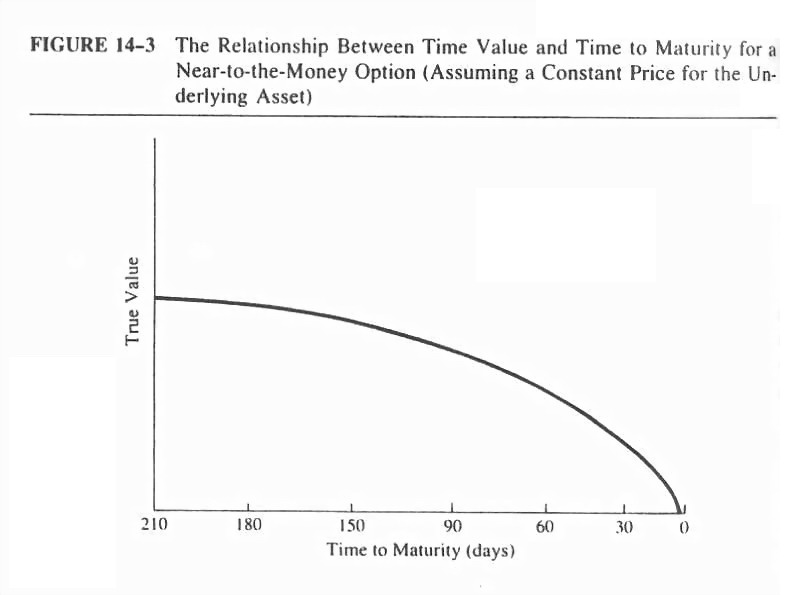 FIGURE 14–3 The Relationship Between Time Value and Time to Maturity for a
Near-to-the-Money Option (Assuming a Constant Price for the Un-
derlying Asset)
True Value
210 180 150 90 60 30 0
Time to Maturity (days)